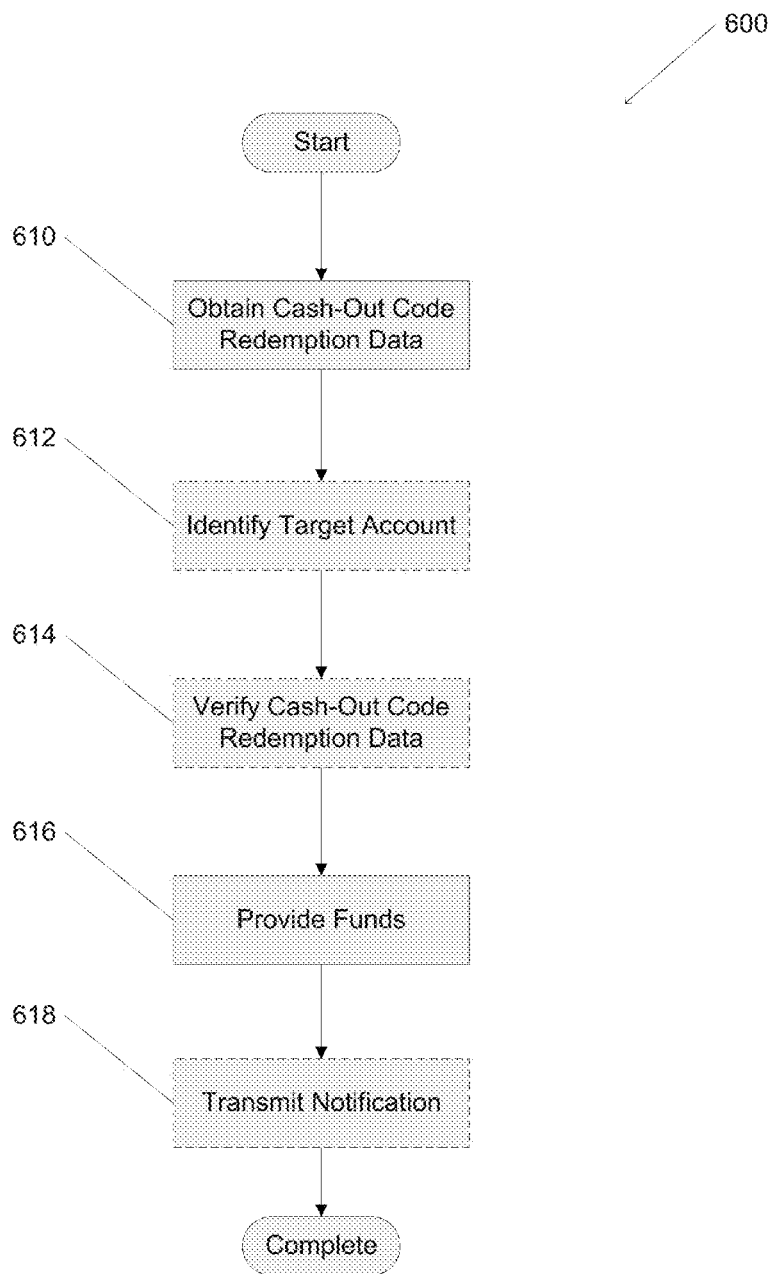 600
Start
610
Obtain Cash-Out Code
Redemption Data
612
Identify Target Account
614
Verify Cash-Out Code
Redemption Data
616
Provide Funds
618
Transmit Notification
Complete